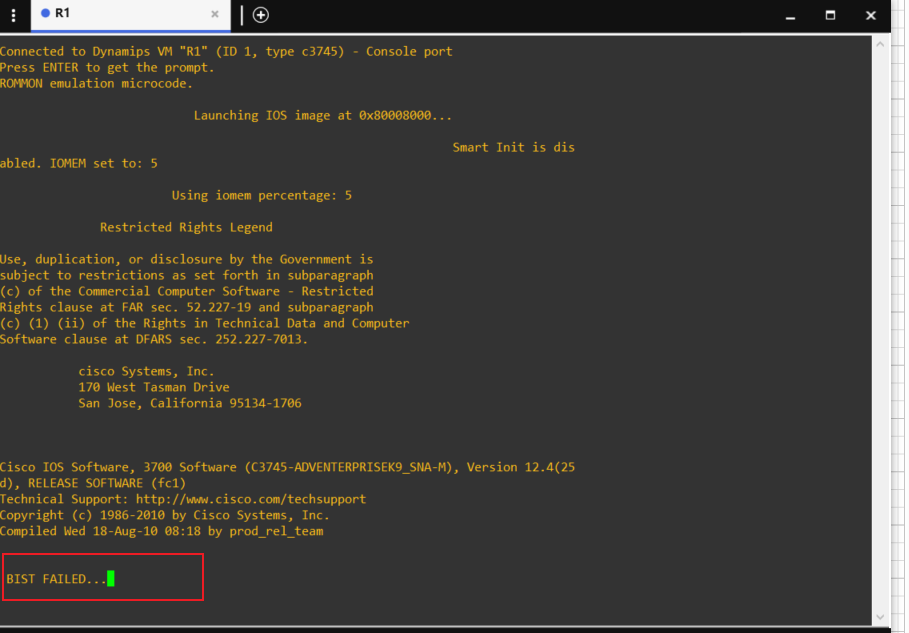 R1
Connected to Dynamips VM "R1" (ID 1, type c3745) - Console port
Press ENTER to get the prompt.
ROMMON emulation microcode.
Launching IOS image at 0x80008000...
Smart Init is dis
abled. IOMEM set to: 5
Using iomem percentage: 5
Restricted Rights Legend
Use, duplication, or disclosure by the Government is
subject to restrictions as set forth in subparagraph
(c) of the Commercial Computer Software - Restricted
Rights clause at FAR sec. 52.227-19 and subparagraph
(c) (1) (ii) of the Rights in Technical Data and Computer
Software clause at DFARS sec. 252.227-7013.
cisco Systems, Inc.
170 West Tasman Drive
San Jose, California 95134-1706
Cisco IOS Software, 3700 Software (C3745-ADVENTERPRISEK9_SNA-M), Version 12.4(25
d), RELEASE SOFTWARE (fc1)
Technical Support: http://www.cisco.com/techsupport
Copyright (c) 1986-2010 by Cisco Systems, Inc.
Compiled Wed 18-Aug-10 08:18 by prod_rel_team
BIST FAILED...